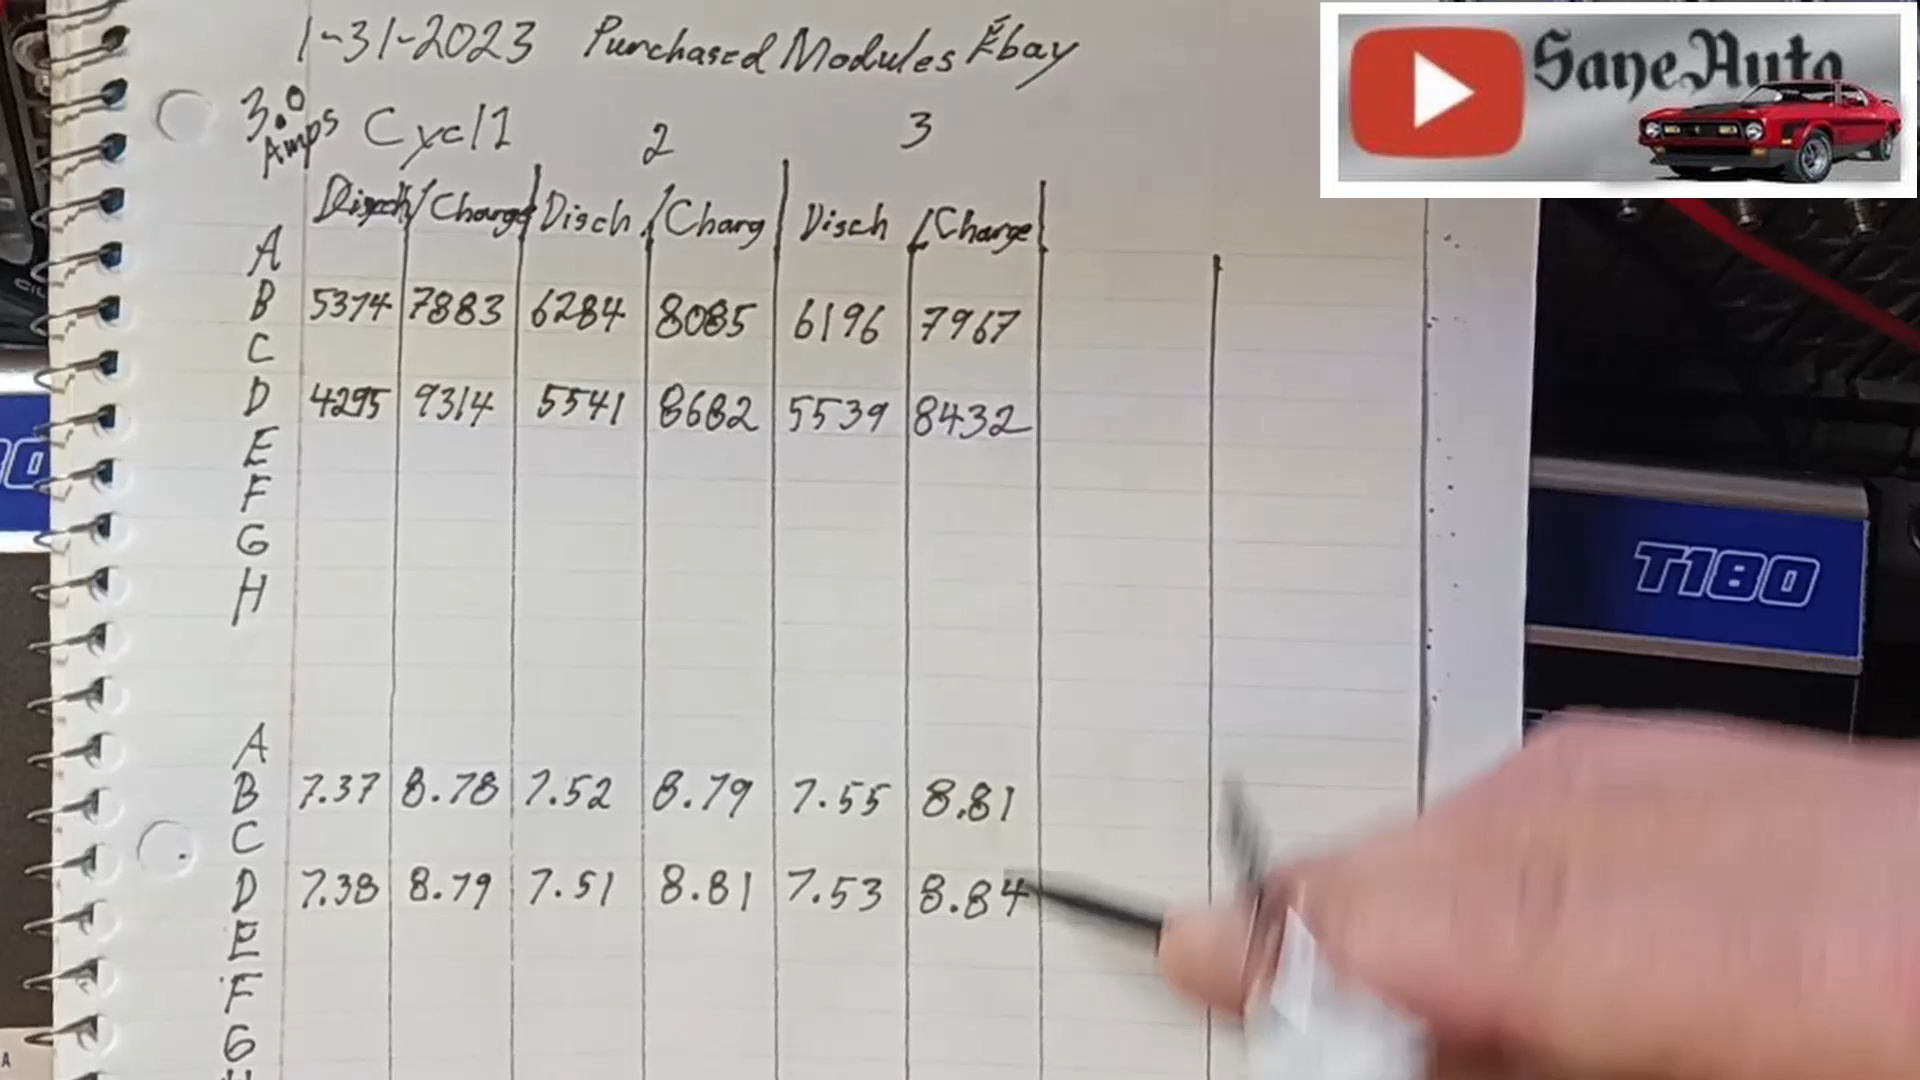 1-31-2023 Purchased Modules Ebay
SaneAuto
3.0
Amps
Cycl 1 2 3
Disch / Charge Disch / Charg Disch / Charge
A
B 5374 7883 6284 8085 6196 7967
C
D 4295 9314 5541 8682 5539 8432
E
F
G
H
T180
A
B 7.37 8.78 7.52 8.79 7.55 8.81
C
D 7.38 8.79 7.51 8.81 7.53 8.84
E
F
G